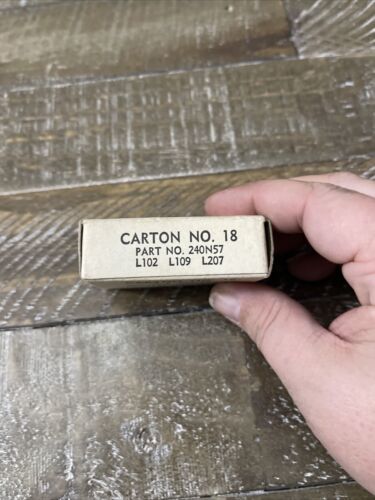 CARTON NO. 18
PART NO. 240N57
L102 L109 L207